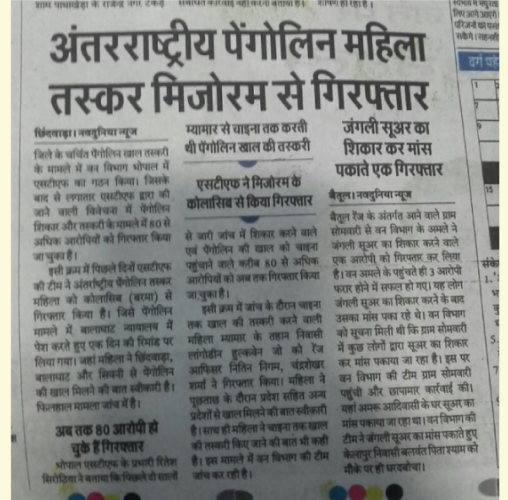 अंतरराष्ट्रीय पेंगोलिन महिला
तस्कर मिजोरम से गिरफ्तार
छिंदवाड़ा। नवदुनिया न्यूज
जिले के चर्चित पेंगोलिन खाल तस्करी
के मामले में वन विभाग भोपाल में
एसटीएफ का गठन किया। जिसके
बाद से लगातार एसटीएफ द्वारा की
जाने वाली विवेचना में पेंगोलिन
शिकार और तस्करी के मामले में 80 से
अधिक आरोपियों को गिरफ्तार किया
जा चुका है।
इसी क्रम में पिछले दिनों एसटीएफ
की टीम ने अंतर्राष्ट्रीय पेंगोलिन तस्कर
महिला को कोलासिब (बरमा) से
गिरफ्तार किया है। जिसे पेंगोलिन
मामले में बालाघाट न्यायालय में
पेश करते हुए एक दिन की रिमांड पर
लिया गया। जहां महिला ने छिंदवाड़ा,
बालाघाट और सिवनी से पेंगोलिन
की खाल मिलने की बात स्वीकारी है।
फिलहाल मामला जांच में है।
अब तक 80 आरोपी हो
चुके हैं गिरफ्तार
भोपाल एसटीएफ के प्रभारी रितेश
सिरोठिया ने बताया कि पिछले दो सालों
म्यामार से चाइना तक करती
थी पेंगोलिन खाल की तस्करी
एसटीएफ ने मिजोरम के
कोलासिब से किया गिरफ्तार
से जारी जांच में शिकार करने वाले
एवं पेंगोलिन की खाल को चाइना
पहुंचाने वाले करीब 80 से अधिक
आरोपियों को अब तक गिरफ्तार किया
जा चुका है।
इसी क्रम में जांच के दौरान चाइना
तक खाल की तस्करी करने वाली
महिला म्यामार के तहान निवासी
लांगोडीन हुल्कवेन जो को रेंज
आफिसर नितिन निगम, चंद्रशेखर
शर्मा ने गिरफ्तार किया। महिला ने
पूछताछ के दौरान प्रदेश सहित अन्य
प्रदेशों से खाल मिलने की बात स्वीकारी
है। साथ ही महिला ने चाइना तक खाल
की तस्करी किए जाने की बात भी कही
है। इस मामले में वन विभाग की टीम
जांच कर रही है।
जंगली सूअर का
शिकार कर मांस
पकाते एक गिरफ्तार
बैतूल। नवदुनिया न्यूज
बैतूल रेंज के अंतर्गत आने वाले ग्राम
सोमवारी से वन विभाग के अमले ने
जंगली सूअर का शिकार करने वाले
एक आरोपी को गिरफ्तार कर लिया
है। वन अमले के पहुंचते ही 3 आरोपी
फरार होने में सफल हो गए। यह लोग
जंगली सूअर का शिकार करने के बाद
उसका मांस पका रहे थे। वन विभाग
को सूचना मिली थी कि ग्राम सोमवारी
में कुछ लोगों द्वारा सूअर का शिकार
कर मांस पकाया जा रहा है। इस पर
वन विभाग की टीम ग्राम सोमवारी
पहुंची और छापामार कार्रवाई की।
यहां अमरू आदिवासी के घर सूअर का
मांस पकाया जा रहा था। वन विभाग की
टीम ने जंगली सूअर का मांस पकाते हुए
केलापुर निवासी बलवंत पिता श्याम को
मौके पर ही धरदबोचा।